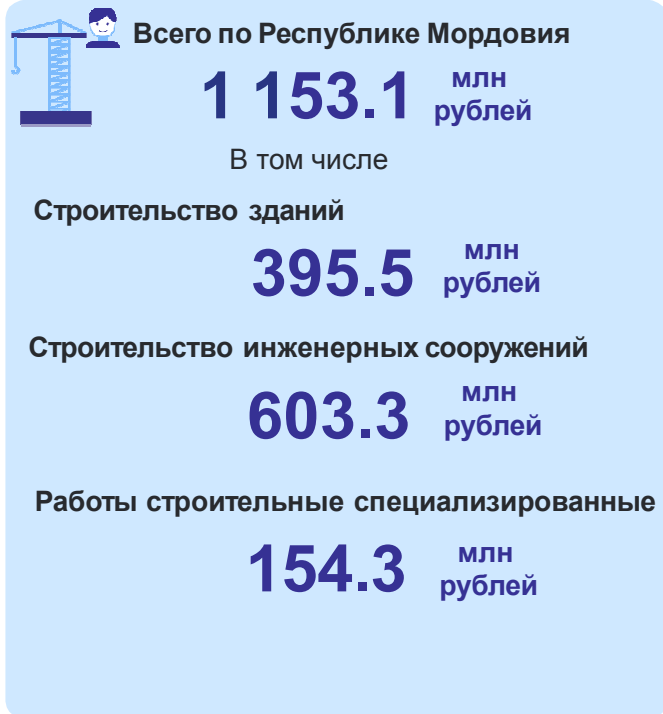 Всего по Республике Мордовия
1 153.1 млн рублей
В том числе
Строительство зданий
395.5 млн рублей
Строительство инженерных сооружений
603.3 млн рублей
Работы строительные специализированные
154.3 млн рублей